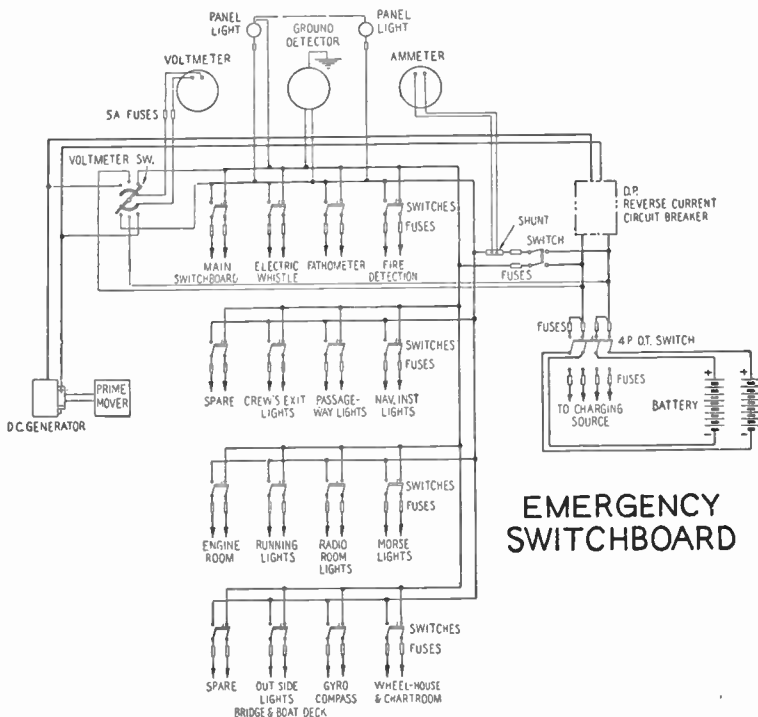 PANEL LIGHT
PANEL LIGHT
GROUND DETECTOR
VOLTMETER
AMMETER
5A FUSES
VOLTMETER SW.
D.P. REVERSE CURRENT CIRCUIT BREAKER
SWITCHES
FUSES
SHUNT
SWITCH
FUSES
MAIN SWITCHBOARD
ELECTRIC WHISTLE
FATHOMETER
FIRE DETECTION
FUSES
4 P D.T. SWITCH
SWITCHES
FUSES
SPARE
CREW'S EXIT LIGHTS
PASSAGE-WAY LIGHTS
NAV. INST LIGHTS
FUSES
TO CHARGING SOURCE
BATTERY
+
-
+
-
PRIME MOVER
D.C. GENERATOR
SWITCHES
FUSES
ENGINE ROOM
RUNNING LIGHTS
RADIO ROOM LIGHTS
MORSE LIGHTS
EMERGENCY
SWITCHBOARD
SWITCHES
FUSES
SPARE
OUT SIDE LIGHTS
BRIDGE & BOAT DECK
GYRO COMPASS
WHEEL-HOUSE & CHARTROOM